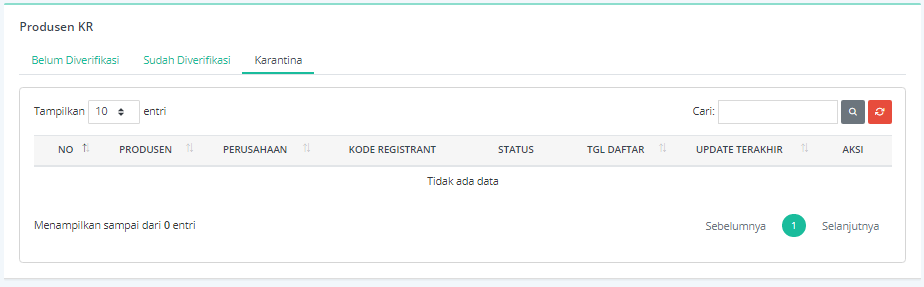 Produsen KR
Belum Diverifikasi Sudah Diverifikasi Karantina
Tampilkan 10 entri Cari:
NO PRODUSEN PERUSAHAAN KODE REGISTRANT STATUS TGL DAFTAR UPDATE TERAKHIR AKSI
Tidak ada data
Menampilkan sampai dari 0 entri Sebelumnya 1 Selanjutnya